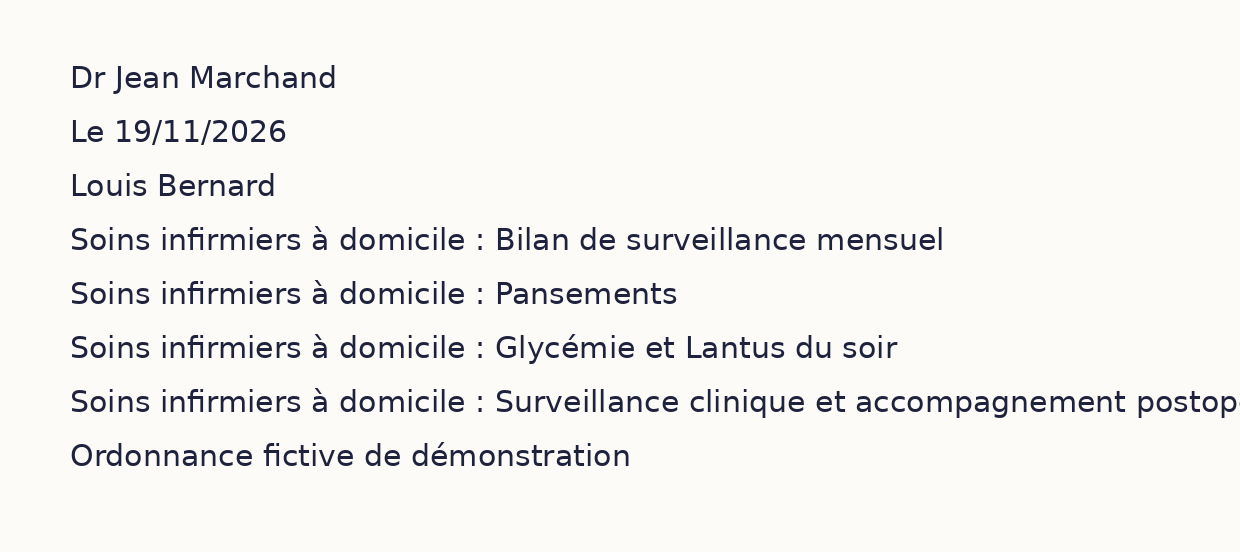 Dr Jean Marchand
Le 19/11/2026
Louis Bernard
Soins infirmiers à domicile : Bilan de surveillance mensuel
Soins infirmiers à domicile : Pansements
Soins infirmiers à domicile : Glycémie et Lantus du soir
Soins infirmiers à domicile : Surveillance clinique et accompagnement
Ordonnance fictive de démonstration